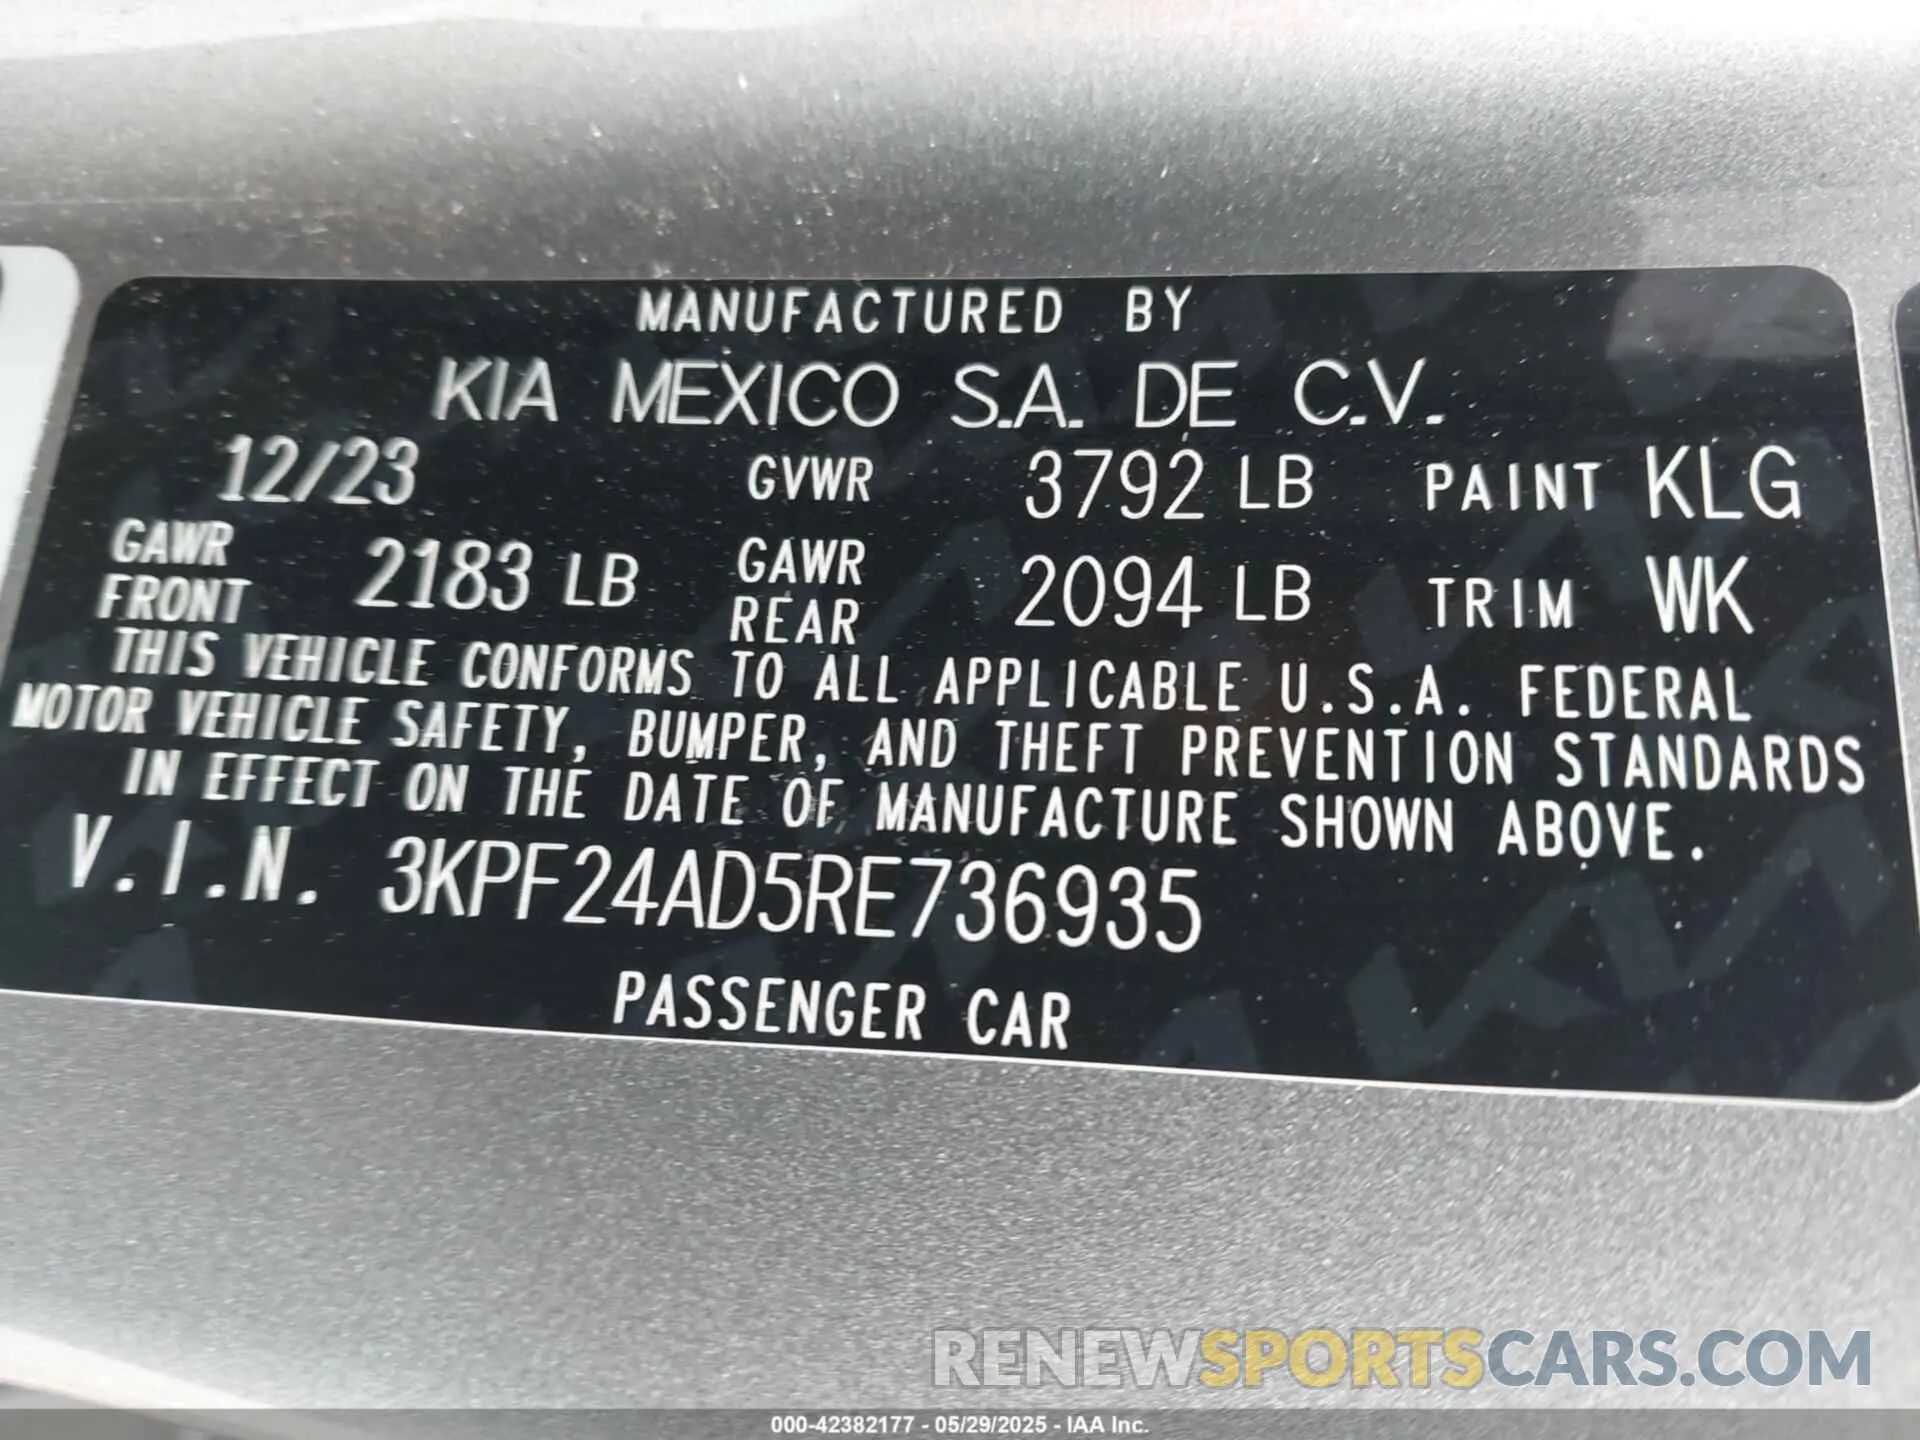 MANUFACTURED BY
KIA MEXICO S.A. DE C.V.
12/23 GVWR 3792 LB PAINT KLG
GAWR FRONT 2183 LB GAWR REAR 2094 LB TRIM WK
THIS VEHICLE CONFORMS TO ALL APPLICABLE U.S.A. FEDERAL
MOTOR VEHICLE SAFETY, BUMPER, AND THEFT PREVENTION STANDARDS
IN EFFECT ON THE DATE OF MANUFACTURE SHOWN ABOVE.
V.I.N. 3KPF24AD5RE736935
PASSENGER CAR
RENEWSPORTSCARS.COM
000-42382177 - 05/29/2025 - IAA Inc.